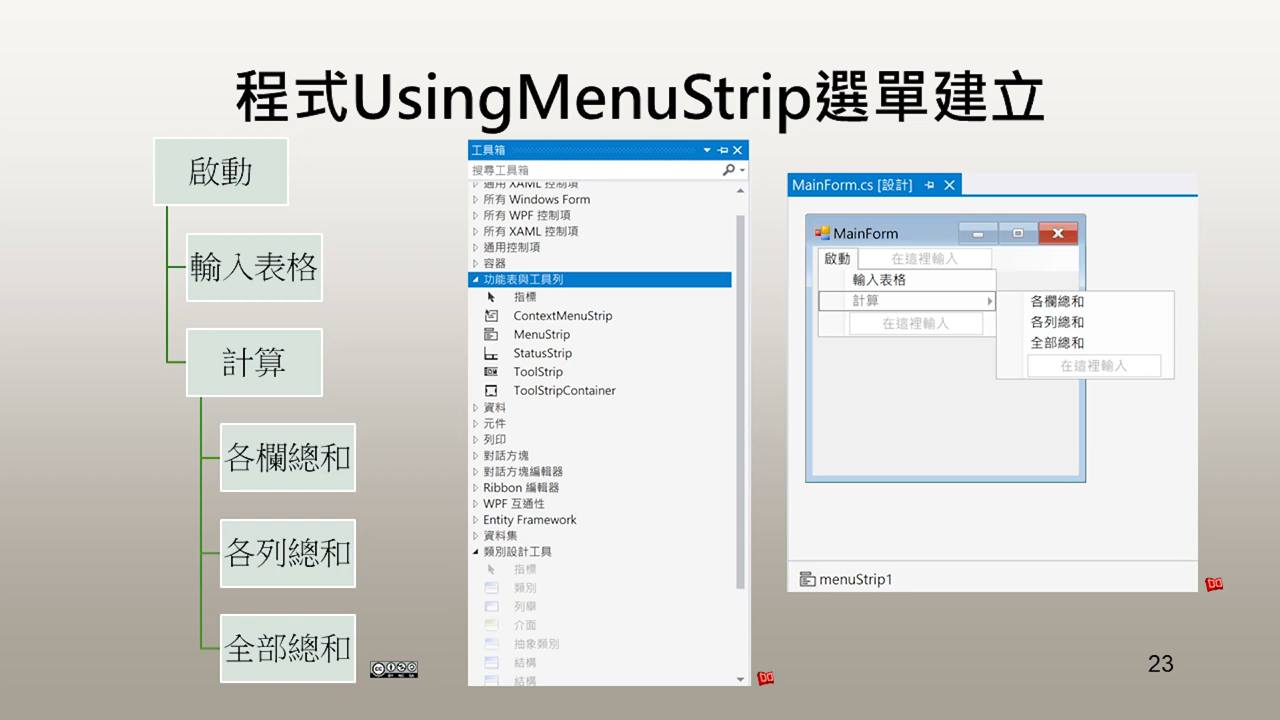 程式UsingMenuStrip選單建立
啟動
輸入表格
計算
各欄總和
各列總和
全部總和
工具箱
搜尋工具箱
通用 XAML 控制項
所有 Windows Form
所有 WPF 控制項
所有 XAML 控制項
通用控制項
容器
功能表與工具列
指標
ContextMenuStrip
MenuStrip
StatusStrip
ToolStrip
ToolStripContainer
資料
元件
列印
對話方塊
對話方塊編輯器
Ribbon 編輯器
WPF 互通性
Entity Framework
資料集
類別設計工具
指標
類別
列舉
介面
抽象類別
結構
結構
MainForm.cs [設計]
MainForm
啟動
在這裡輸入
輸入表格
計算
在這裡輸入
各欄總和
各列總和
全部總和
在這裡輸入
menuStrip1
23